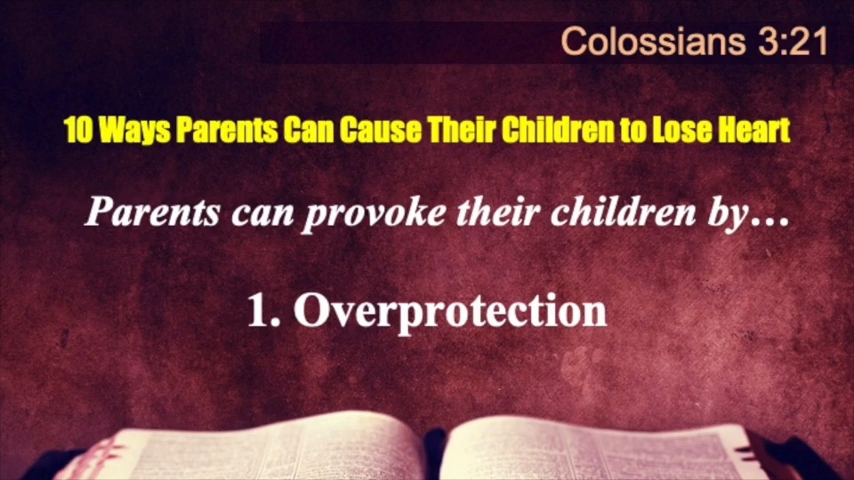 Colossians 3:21
10 Ways Parents Can Cause Their Children to Lose Heart
Parents can provoke their children by…
1. Overprotection